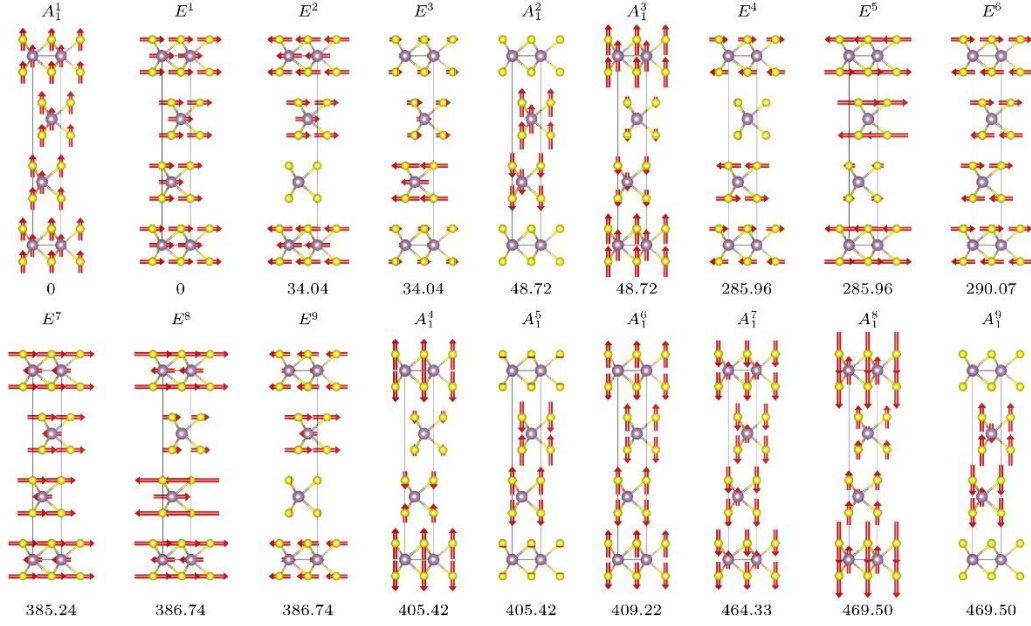 A₁¹ E¹ E² E³ A₁² A₁³ E⁴ E⁵ E⁶
0 0 34.04 34.04 48.72 48.72 285.96 285.96 290.07
E⁷ E⁸ E⁹ A₁⁴ A₁⁵ A₁⁶ A₁⁷ A₁⁸ A₁⁹
385.24 386.74 386.74 405.42 405.42 409.22 464.33 469.50 469.50